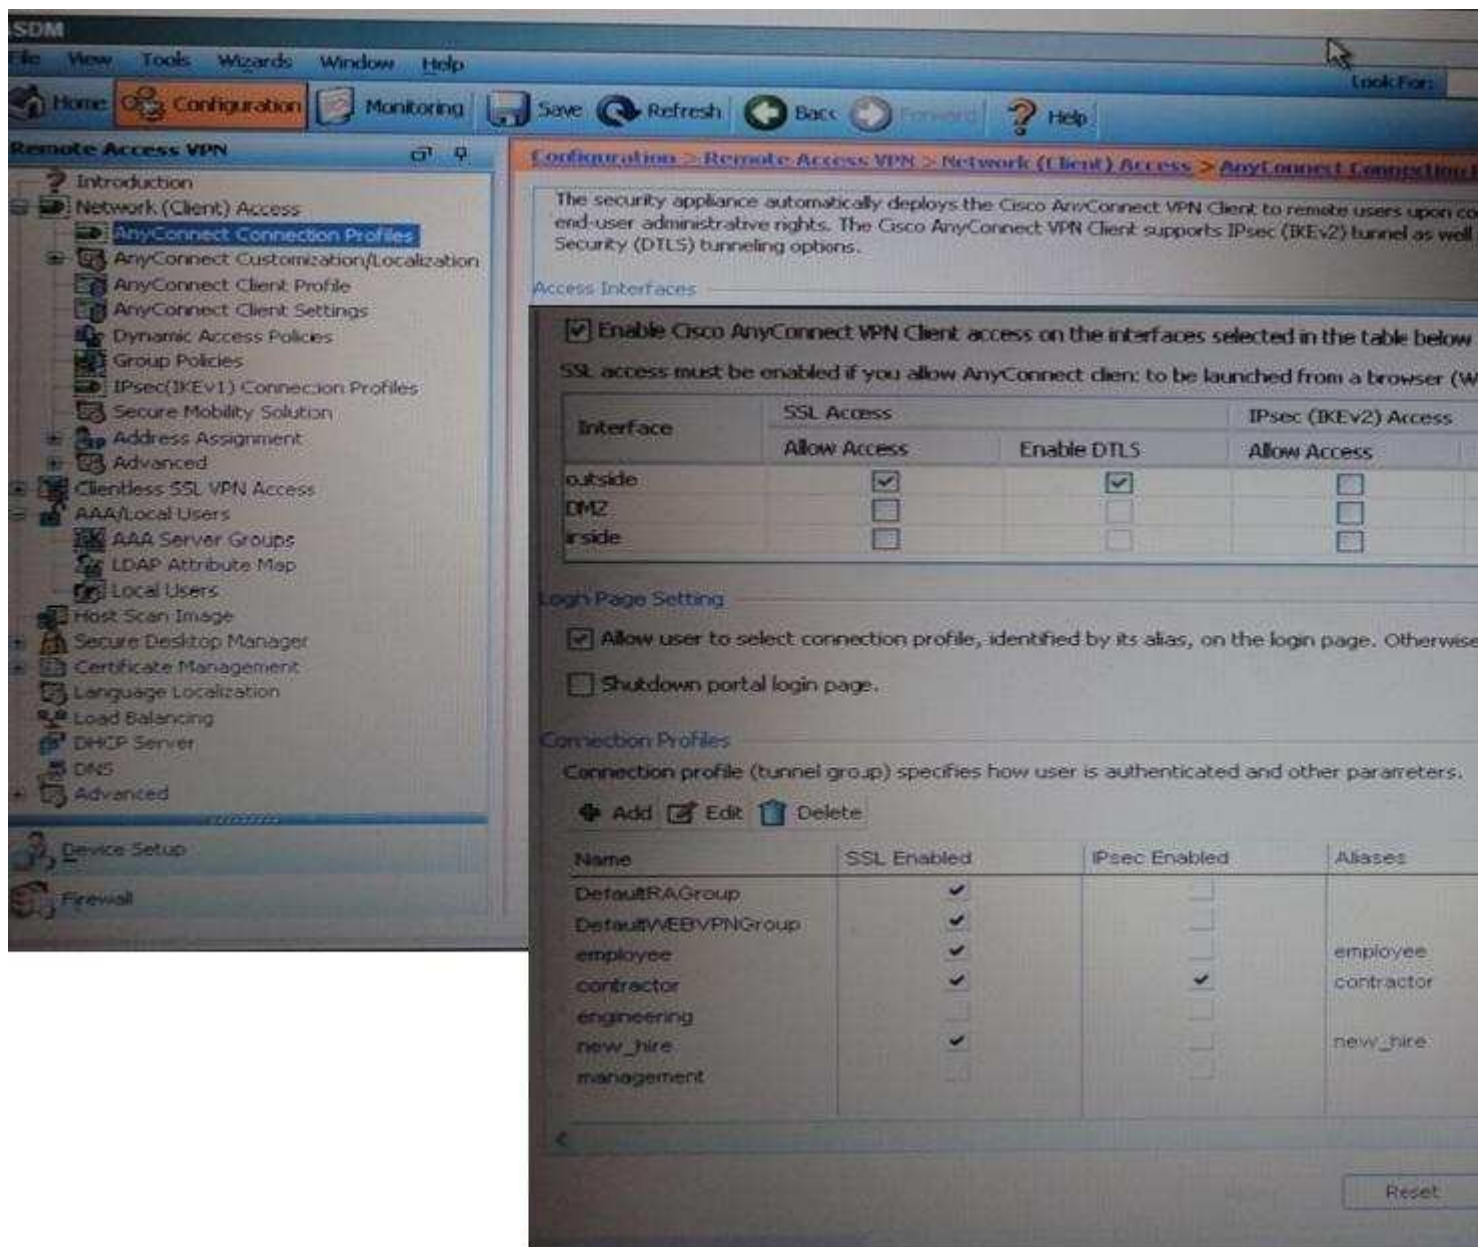 SDM
File View Tools Wizards Window Help
Look For:
Home Configuration Monitoring Save Refresh Back Forward Help
Remote Access VPN
Introduction
Network (Client) Access
AnyConnect Connection Profiles
AnyConnect Customization/Localization
AnyConnect Client Profile
AnyConnect Client Settings
Dynamic Access Policies
Group Policies
IPsec(IKEv1) Connection Profiles
Secure Mobility Solution
Address Assignment
Advanced
Clientless SSL VPN Access
AAA/Local Users
AAA Server Groups
LDAP Attribute Map
Local Users
Host Scan Image
Secure Desktop Manager
Certificate Management
Language Localization
Load Balancing
DHCP Server
DNS
Advanced
Device Setup
Firewall
Configuration > Remote Access VPN > Network (Client) Access > AnyConnect Connection
The security appliance automatically deploys the Cisco AnyConnect VPN Client to remote users upon co
end-user administrative rights. The Cisco AnyConnect VPN Client supports IPsec (IKEv2) tunnel as well
Security (DTLS) tunneling options.
Access Interfaces
Enable Cisco AnyConnect VPN Client access on the interfaces selected in the table below
SSL access must be enabled if you allow AnyConnect client to be launched from a browser (W
Interface SSL Access IPsec (IKEv2) Access
Allow Access Enable DTLS Allow Access
outside
DMZ
inside
Login Page Setting
Allow user to select connection profile, identified by its alias, on the login page. Otherwise
Shutdown portal login page.
Connection Profiles
Connection profile (tunnel group) specifies how user is authenticated and other parameters.
Add Edit Delete
Name SSL Enabled IPsec Enabled Aliases
DefaultRAGroup
DefaultWEBVPNGroup
employee employee
contractor contractor
engineering
new_hire new_hire
management
Reset